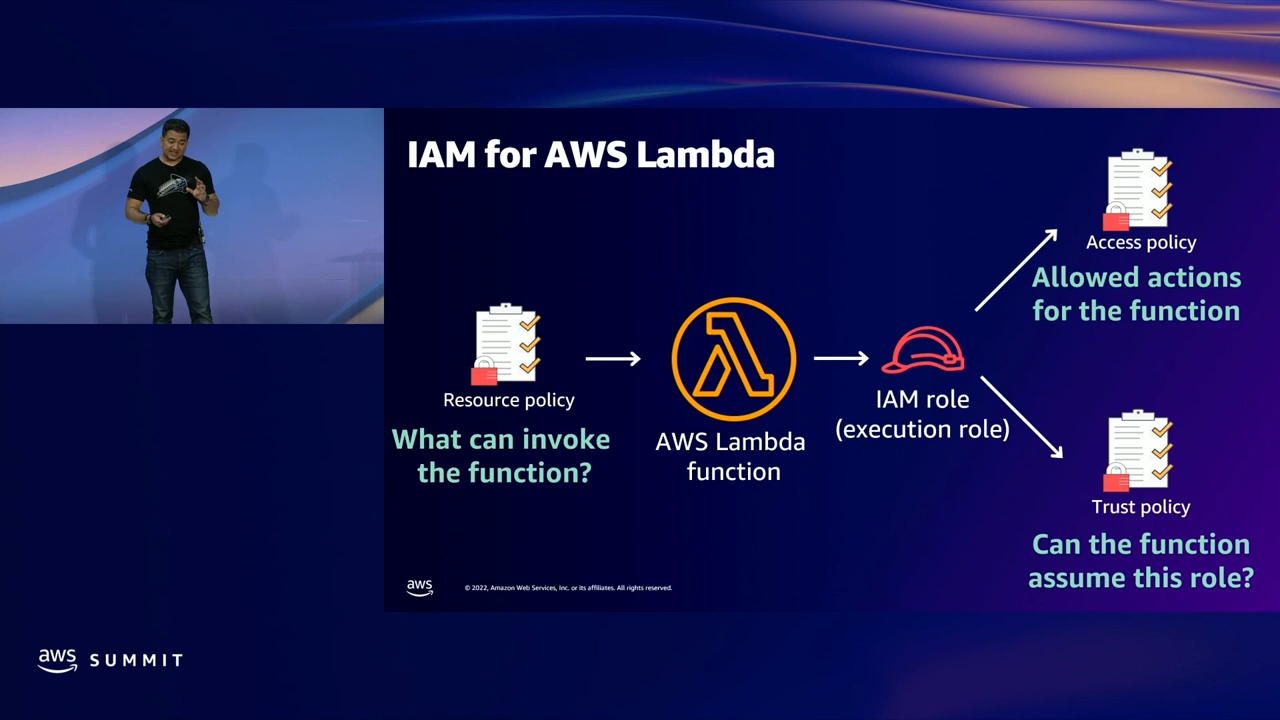 IAM for AWS Lambda
Access policy
Allowed actions
for the function
Resource policy
What can invoke
the function?
AWS Lambda
function
IAM role
(execution role)
Trust policy
Can the function
assume this role?
aws
© 2022, Amazon Web Services, Inc. or its affiliates. All rights reserved.
aws SUMMIT